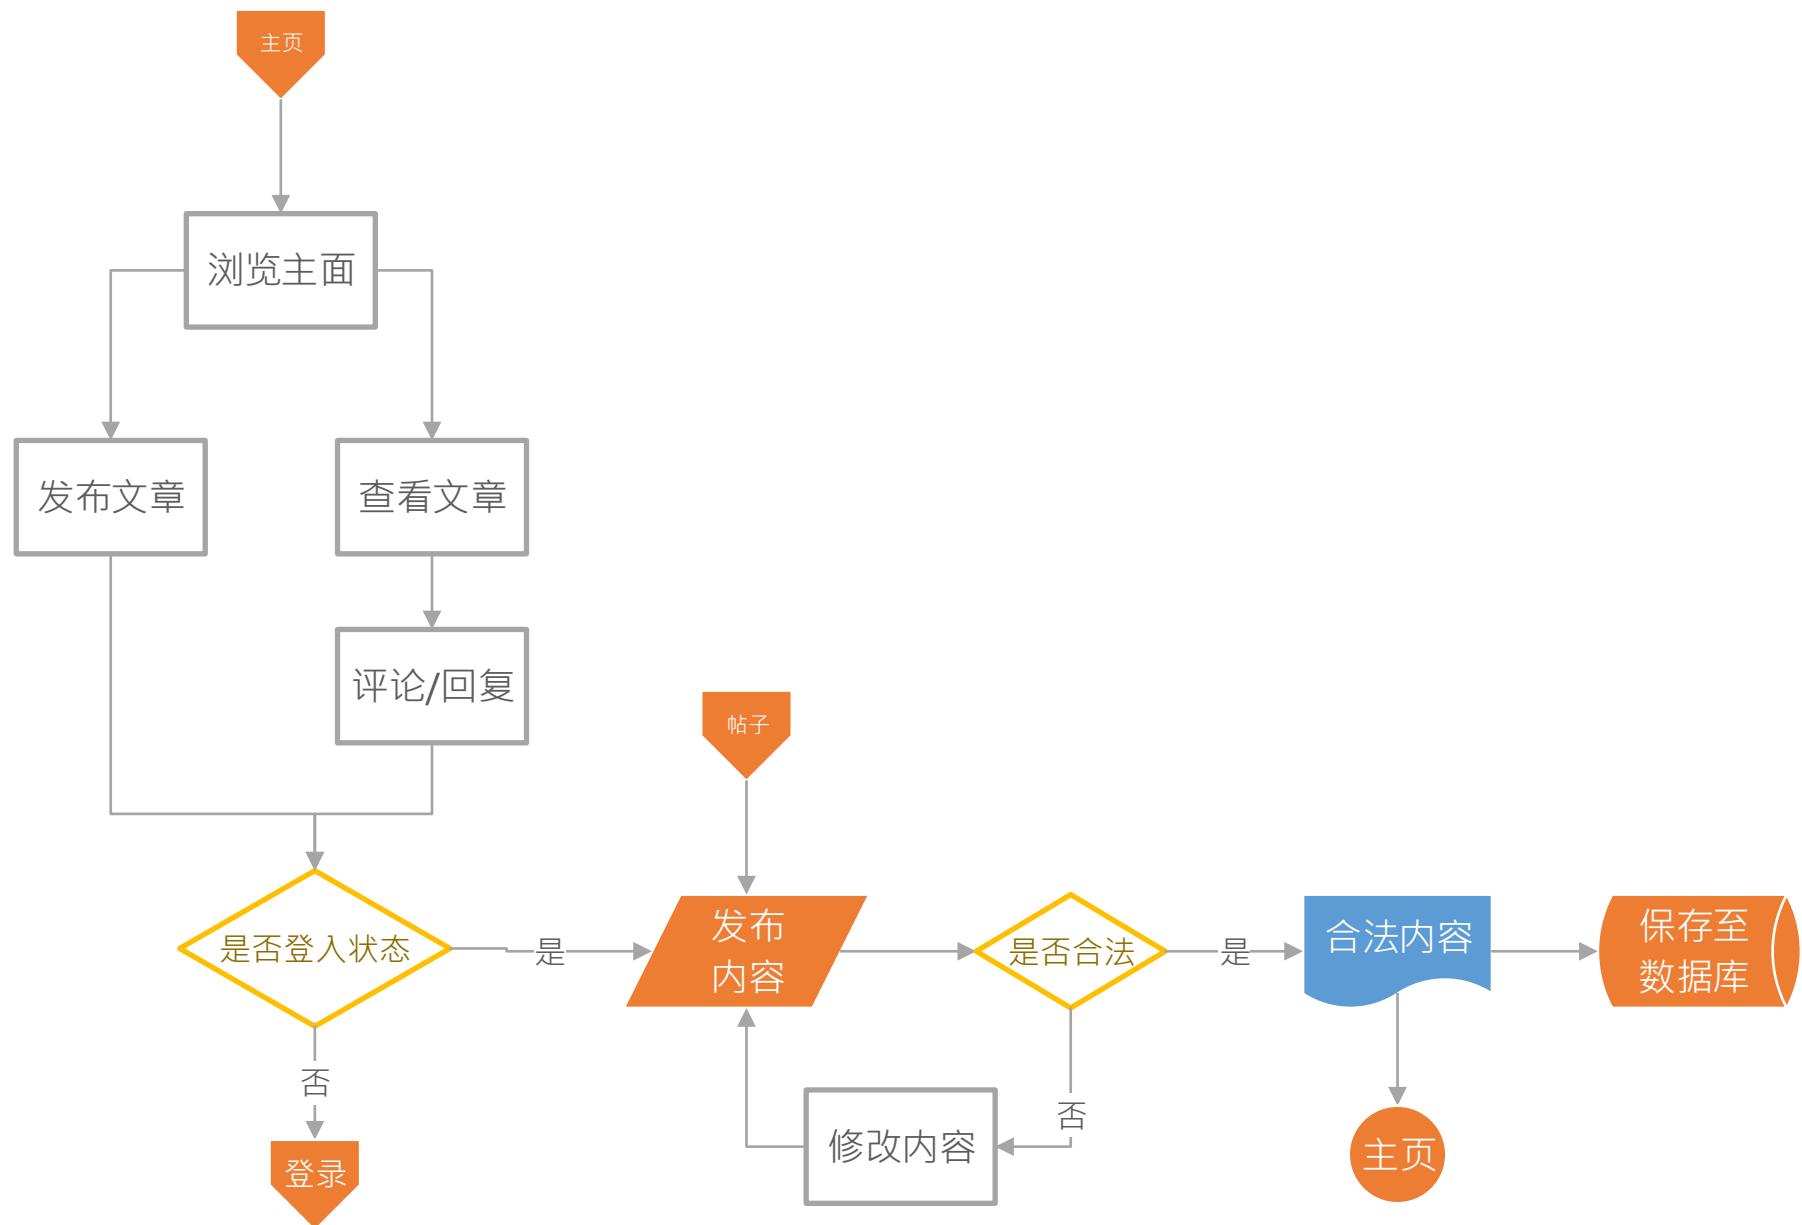 主页
浏览主面
发布文章
查看文章
评论/回复
帖子
是否登入状态
是
发布
内容
是否合法
是
合法内容
保存至
数据库
否
登录
修改内容
否
主页